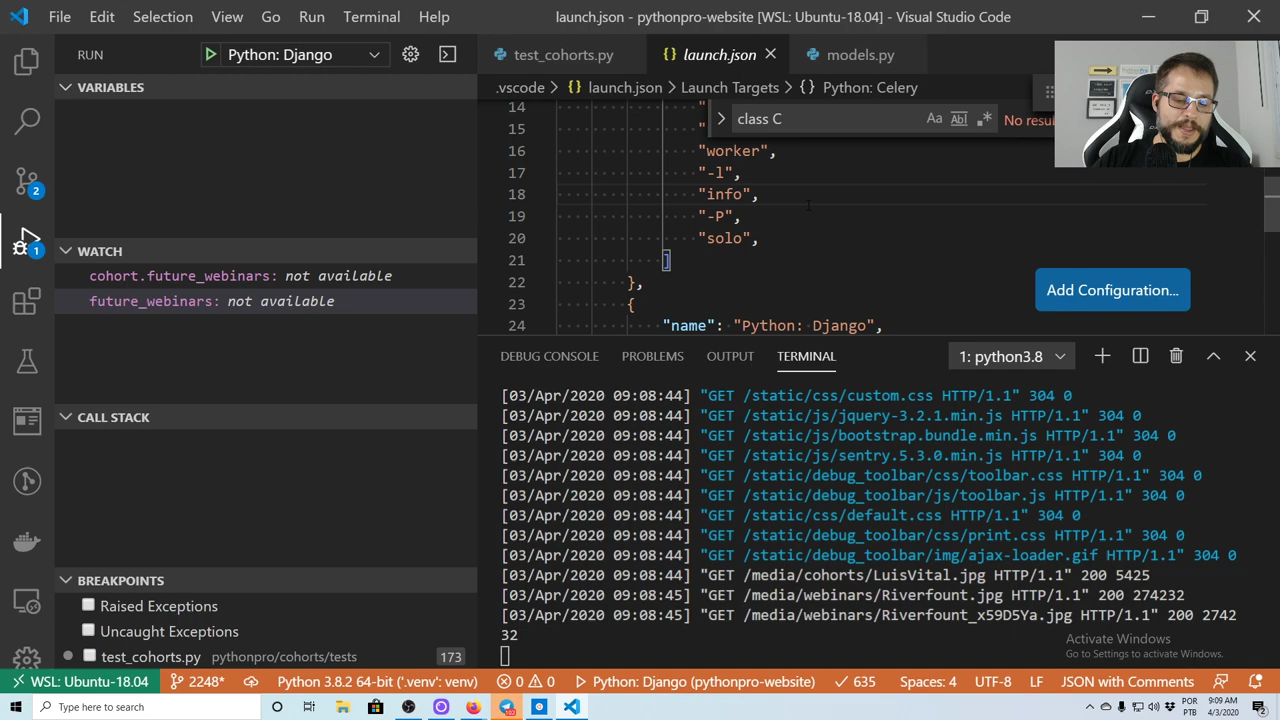 File Edit Selection View Go Run Terminal Help launch.json - pythonpro-website [WSL: Ubuntu-18.04] - Visual Studio Code
RUN Python: Django
test_cohorts.py launch.json models.py
.vscode launch.json Launch Targets Python: Celery
class C
Aa Abl No resu
VARIABLES
WATCH
cohort.future_webinars: not available
future_webinars: not available
CALL STACK
BREAKPOINTS
Raised Exceptions
Uncaught Exceptions
test_cohorts.py pythonpro/cohorts/tests 173
2
1
14 "
15 "
16 "worker",
17 "-l",
18 "info",
19 "-P",
20 "solo",
21 ]
22 },
23 {
24 "name": "Python: Django",
Add Configuration...
DEBUG CONSOLE PROBLEMS OUTPUT TERMINAL 1: python3.8
[03/Apr/2020 09:08:44] "GET /static/css/custom.css HTTP/1.1" 304 0
[03/Apr/2020 09:08:44] "GET /static/js/jquery-3.2.1.min.js HTTP/1.1" 304 0
[03/Apr/2020 09:08:44] "GET /static/js/bootstrap.bundle.min.js HTTP/1.1" 304 0
[03/Apr/2020 09:08:44] "GET /static/js/sentry.5.3.0.min.js HTTP/1.1" 304 0
[03/Apr/2020 09:08:44] "GET /static/debug_toolbar/css/toolbar.css HTTP/1.1" 304 0
[03/Apr/2020 09:08:44] "GET /static/debug_toolbar/js/toolbar.js HTTP/1.1" 304 0
[03/Apr/2020 09:08:44] "GET /static/css/default.css HTTP/1.1" 304 0
[03/Apr/2020 09:08:44] "GET /static/debug_toolbar/css/print.css HTTP/1.1" 304 0
[03/Apr/2020 09:08:44] "GET /static/debug_toolbar/img/ajax-loader.gif HTTP/1.1" 304 0
[03/Apr/2020 09:08:44] "GET /media/cohorts/LuisVital.jpg HTTP/1.1" 200 5425
[03/Apr/2020 09:08:45] "GET /media/webinars/Riverfount.jpg HTTP/1.1" 200 274232
[03/Apr/2020 09:08:45] "GET /media/webinars/Riverfount_x59D5Ya.jpg HTTP/1.1" 200 2742
32
Activate Windows
Go to Settings to activate Windows.
WSL: Ubuntu-18.04 2248* Python 3.8.2 64-bit ('.venv': venv) 0 0 Python: Django (pythonpro-website) 635 Spaces: 4 UTF-8 LF JSON with Comments
Type here to search
POR
PTB
9:09 AM
4/3/2020
2